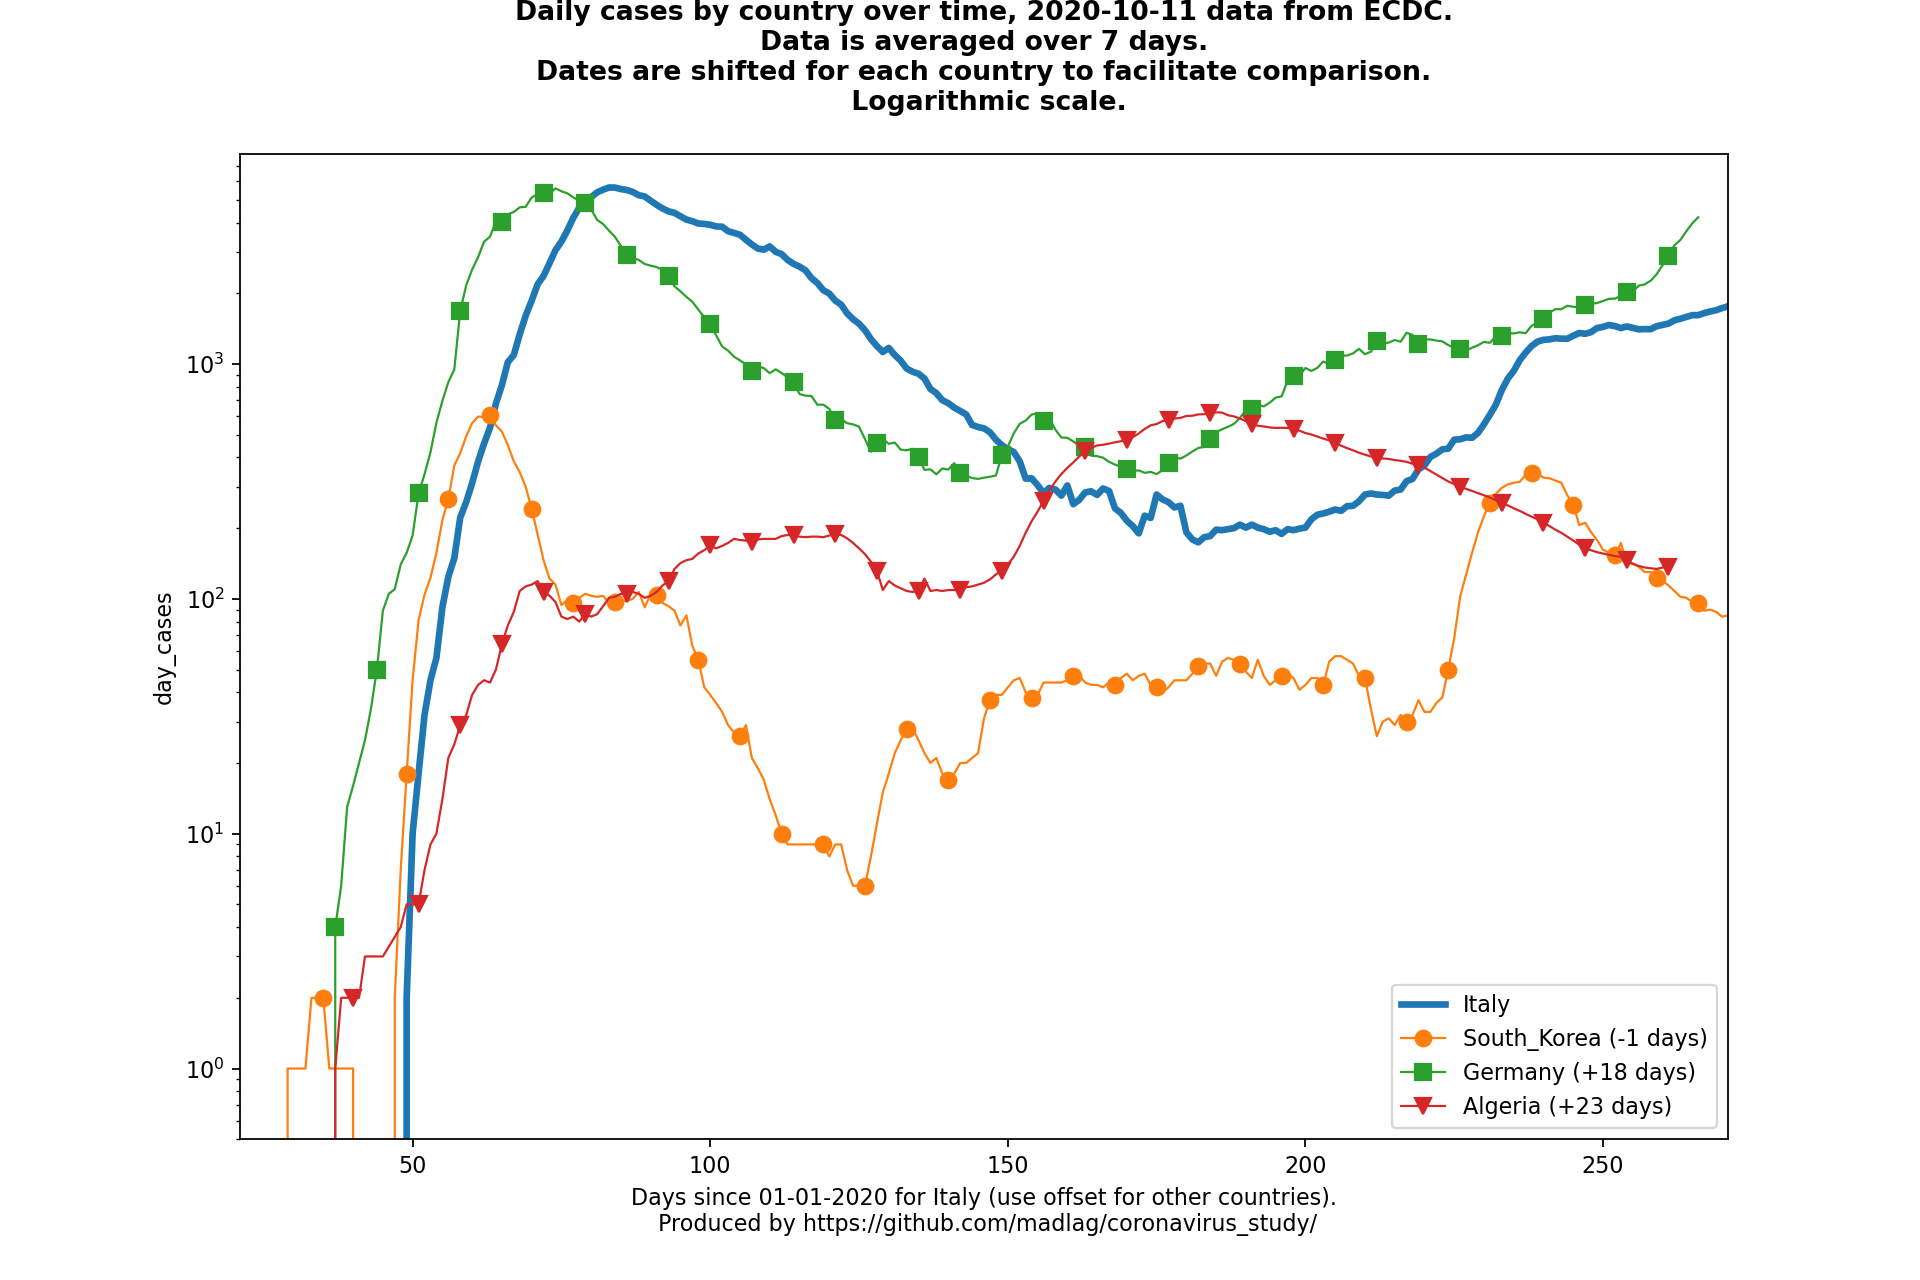 Daily cases by country over time, 2020-10-11 data from ECDC.
Data is averaged over 7 days.
Dates are shifted for each country to facilitate comparison.
Logarithmic scale.
day_cases
10³
10²
10¹
10⁰
50 100 150 200 250
Italy
South_Korea (-1 days)
Germany (+18 days)
Algeria (+23 days)
Days since 01-01-2020 for Italy (use offset for other countries).
Produced by https://github.com/madlag/coronavirus_study/